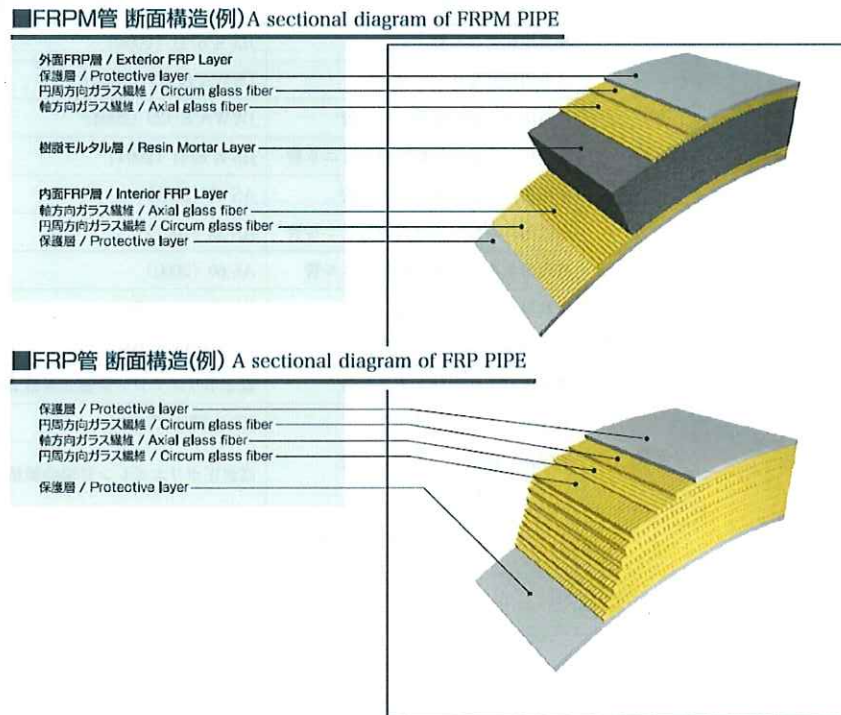 ■FRPM管 断面構造(例) A sectional diagram of FRPM PIPE
外面FRP層 / Exterior FRP Layer
保護層 / Protective layer
円周方向ガラス繊維 / Circum glass fiber
軸方向ガラス繊維 / Axial glass fiber
樹脂モルタル層 / Resin Mortar Layer
内面FRP層 / Interior FRP Layer
軸方向ガラス繊維 / Axial glass fiber
円周方向ガラス繊維 / Circum glass fiber
保護層 / Protective layer
■FRP管 断面構造(例) A sectional diagram of FRP PIPE
保護層 / Protective layer
円周方向ガラス繊維 / Circum glass fiber
軸方向ガラス繊維 / Axial glass fiber
円周方向ガラス繊維 / Circum glass fiber
保護層 / Protective layer